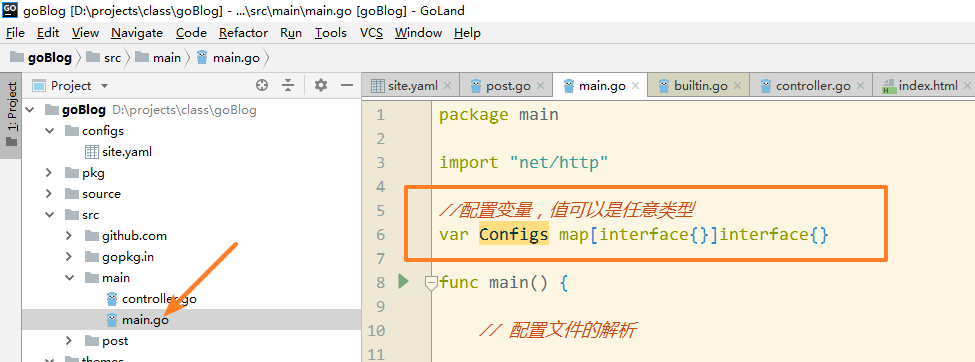 goBlog [D:\projects\class\goBlog] - ...\src\main\main.go [goBlog] - GoLand
File Edit View Navigate Code Refactor Run Tools VCS Window Help
goBlog src main main.go
1: Project
Project
site.yaml post.go main.go builtin.go controller.go index.html
goBlog D:\projects\class\goBlog
configs
site.yaml
pkg
source
src
github.com
gopkg.in
main
controller.go
main.go
post
themes
1 package main
2
3 import "net/http"
4
5 //配置变量，值可以是任意类型
6 var Configs map[interface{}]interface{}
7
8 func main() {
9
10 // 配置文件的解析
11